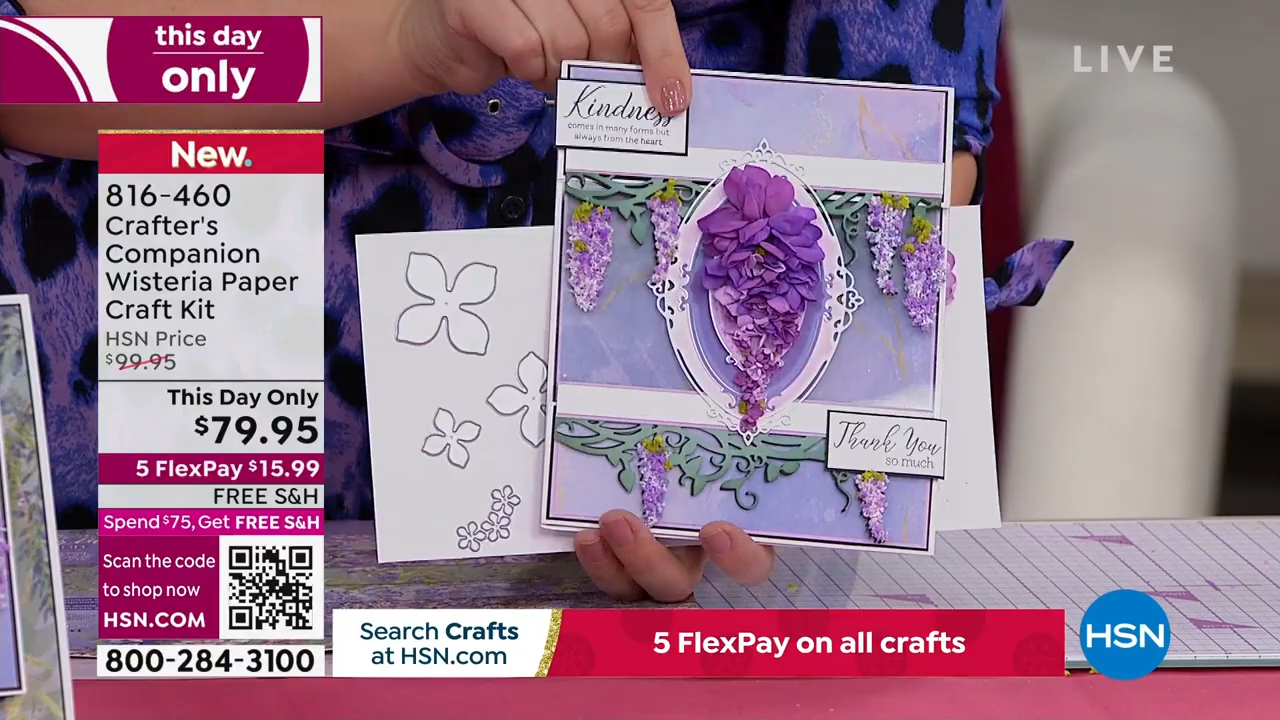 this day
only
New.
816-460
Crafter's
Companion
Wisteria Paper
Craft Kit
HSN Price
$99.95
This Day Only
$79.95
5 FlexPay $15.99
FREE S&H
Spend $75, Get FREE S&H
Scan the code
to shop now
HSN.COM
800-284-3100
LIVE
Kindness
comes in many forms but
always from the heart
Thank You
so much
Search Crafts
at HSN.com
5 FlexPay on all crafts
HSN